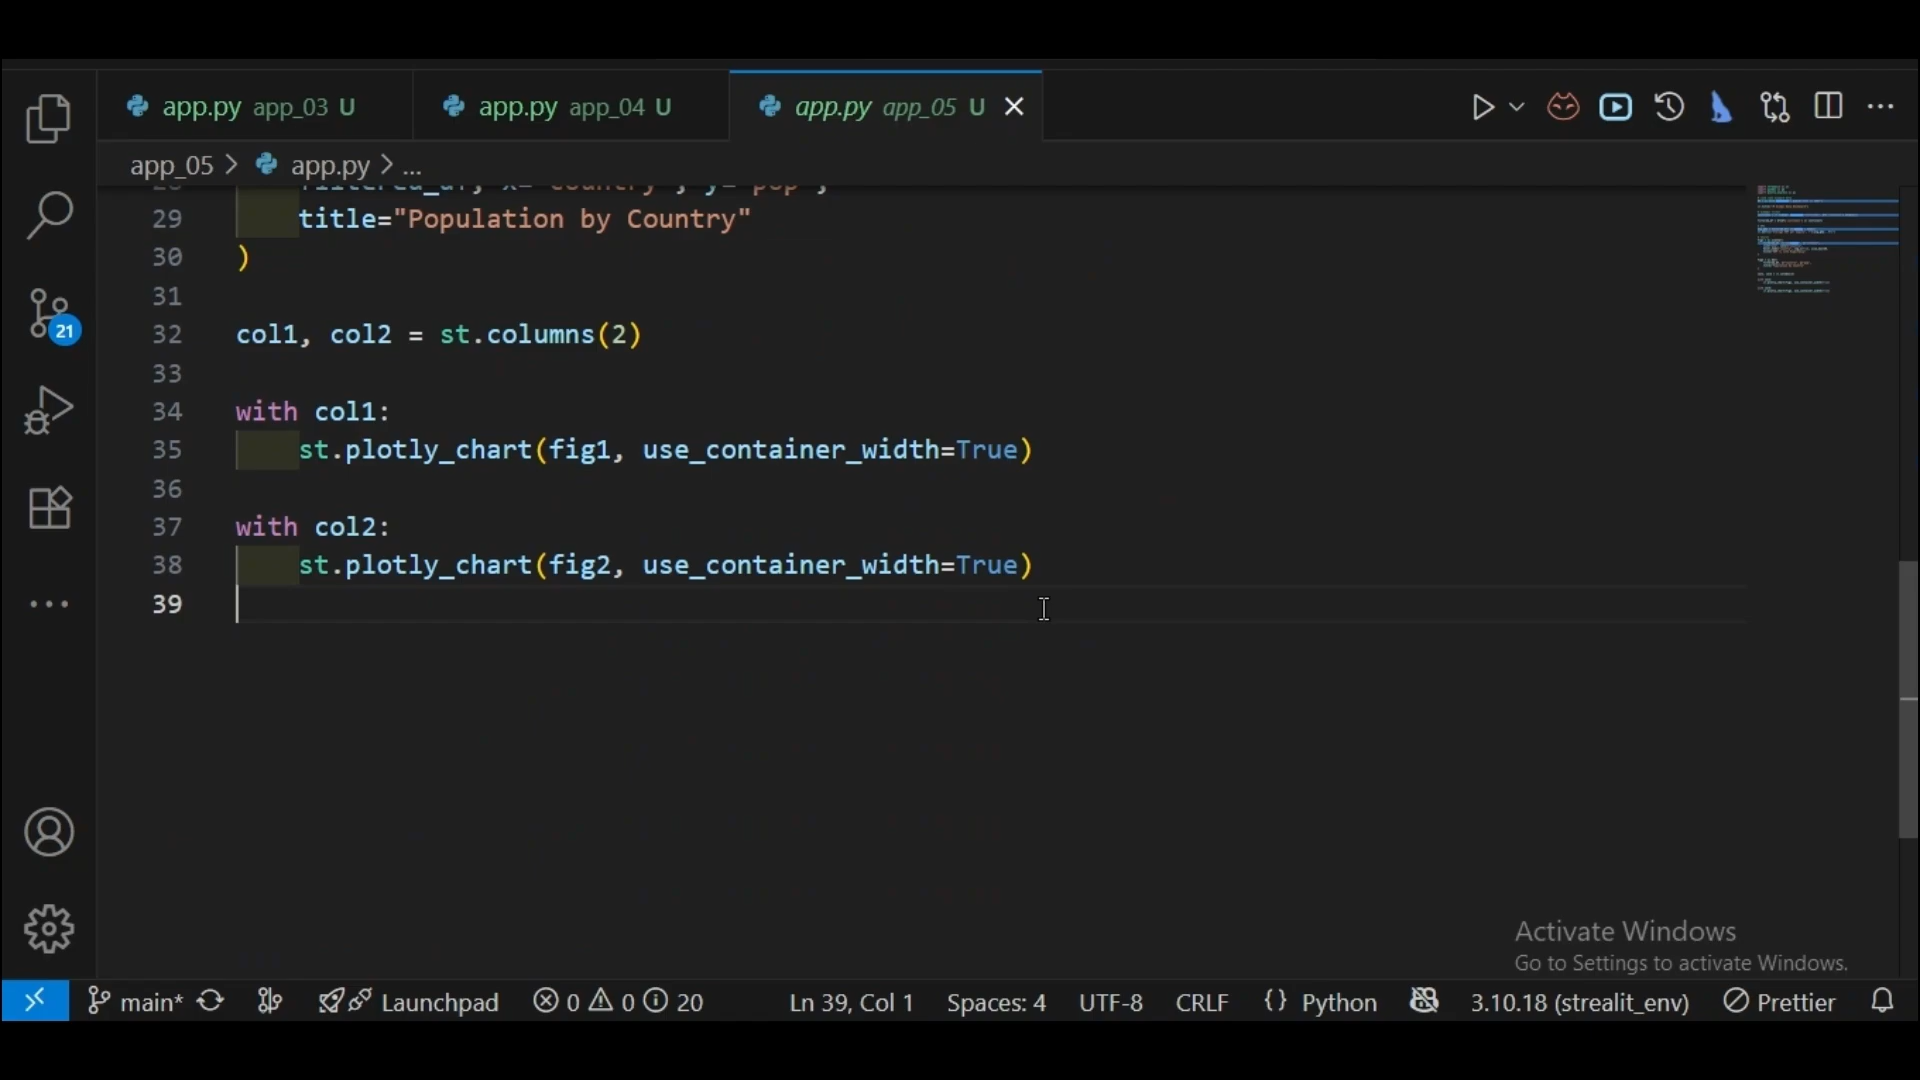 app.py app_03 U
app.py app_04 U
app.py app_05 U
app_05 > app.py > ...
29 title="Population by Country"
30 )
31
32 col1, col2 = st.columns(2)
33
34 with col1:
35 st.plotly_chart(fig1, use_container_width=True)
36
37 with col2:
38 st.plotly_chart(fig2, use_container_width=True)
39
21
Activate Windows
Go to Settings to activate Windows.
main* Launchpad 0 0 20 Ln 39, Col 1 Spaces: 4 UTF-8 CRLF {} Python 3.10.18 (strealit_env) Prettier